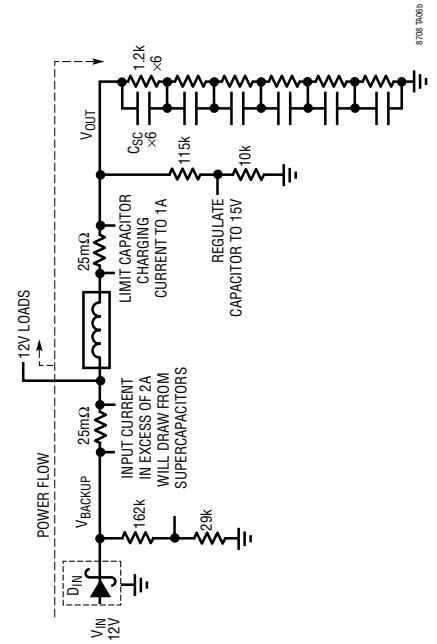 POWER FLOW
V_IN
12V
D_IN
V_BACKUP
162k
29k
25mΩ
INPUT CURRENT
IN EXCESS OF 2A
WILL DRAW FROM
SUPERCAPACITORS
12V LOADS
25mΩ
LIMIT CAPACITOR
CHARGING
CURRENT TO 1A
V_OUT
115k
10k
REGULATE
CAPACITOR TO 15V
C_SC
×6
1.2k
×6
8708 TA06b